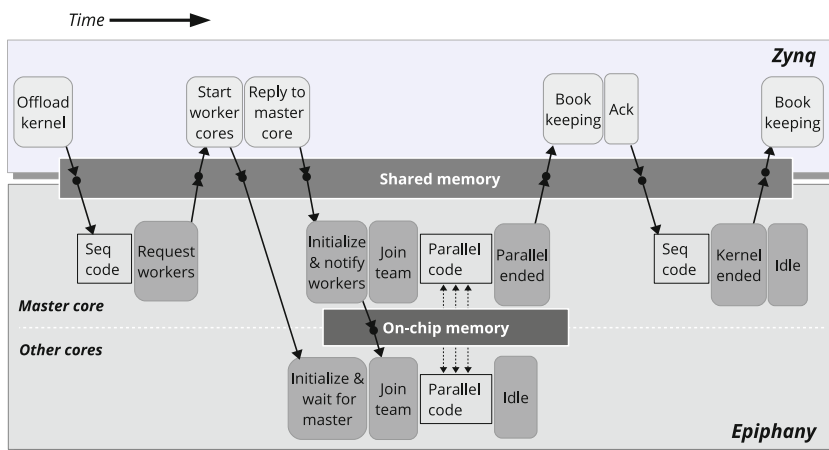 Time
Zynq
Offload
kernel
Start
worker
cores
Reply to
master
core
Book
keeping
Ack
Book
keeping
Shared memory
Seq
code
Request
workers
Initialize
& notify
workers
Join
team
Parallel
code
Parallel
ended
Seq
code
Kernel
ended
Idle
Master core
On-chip memory
Other cores
Initialize &
wait for
master
Join
team
Parallel
code
Idle
Epiphany